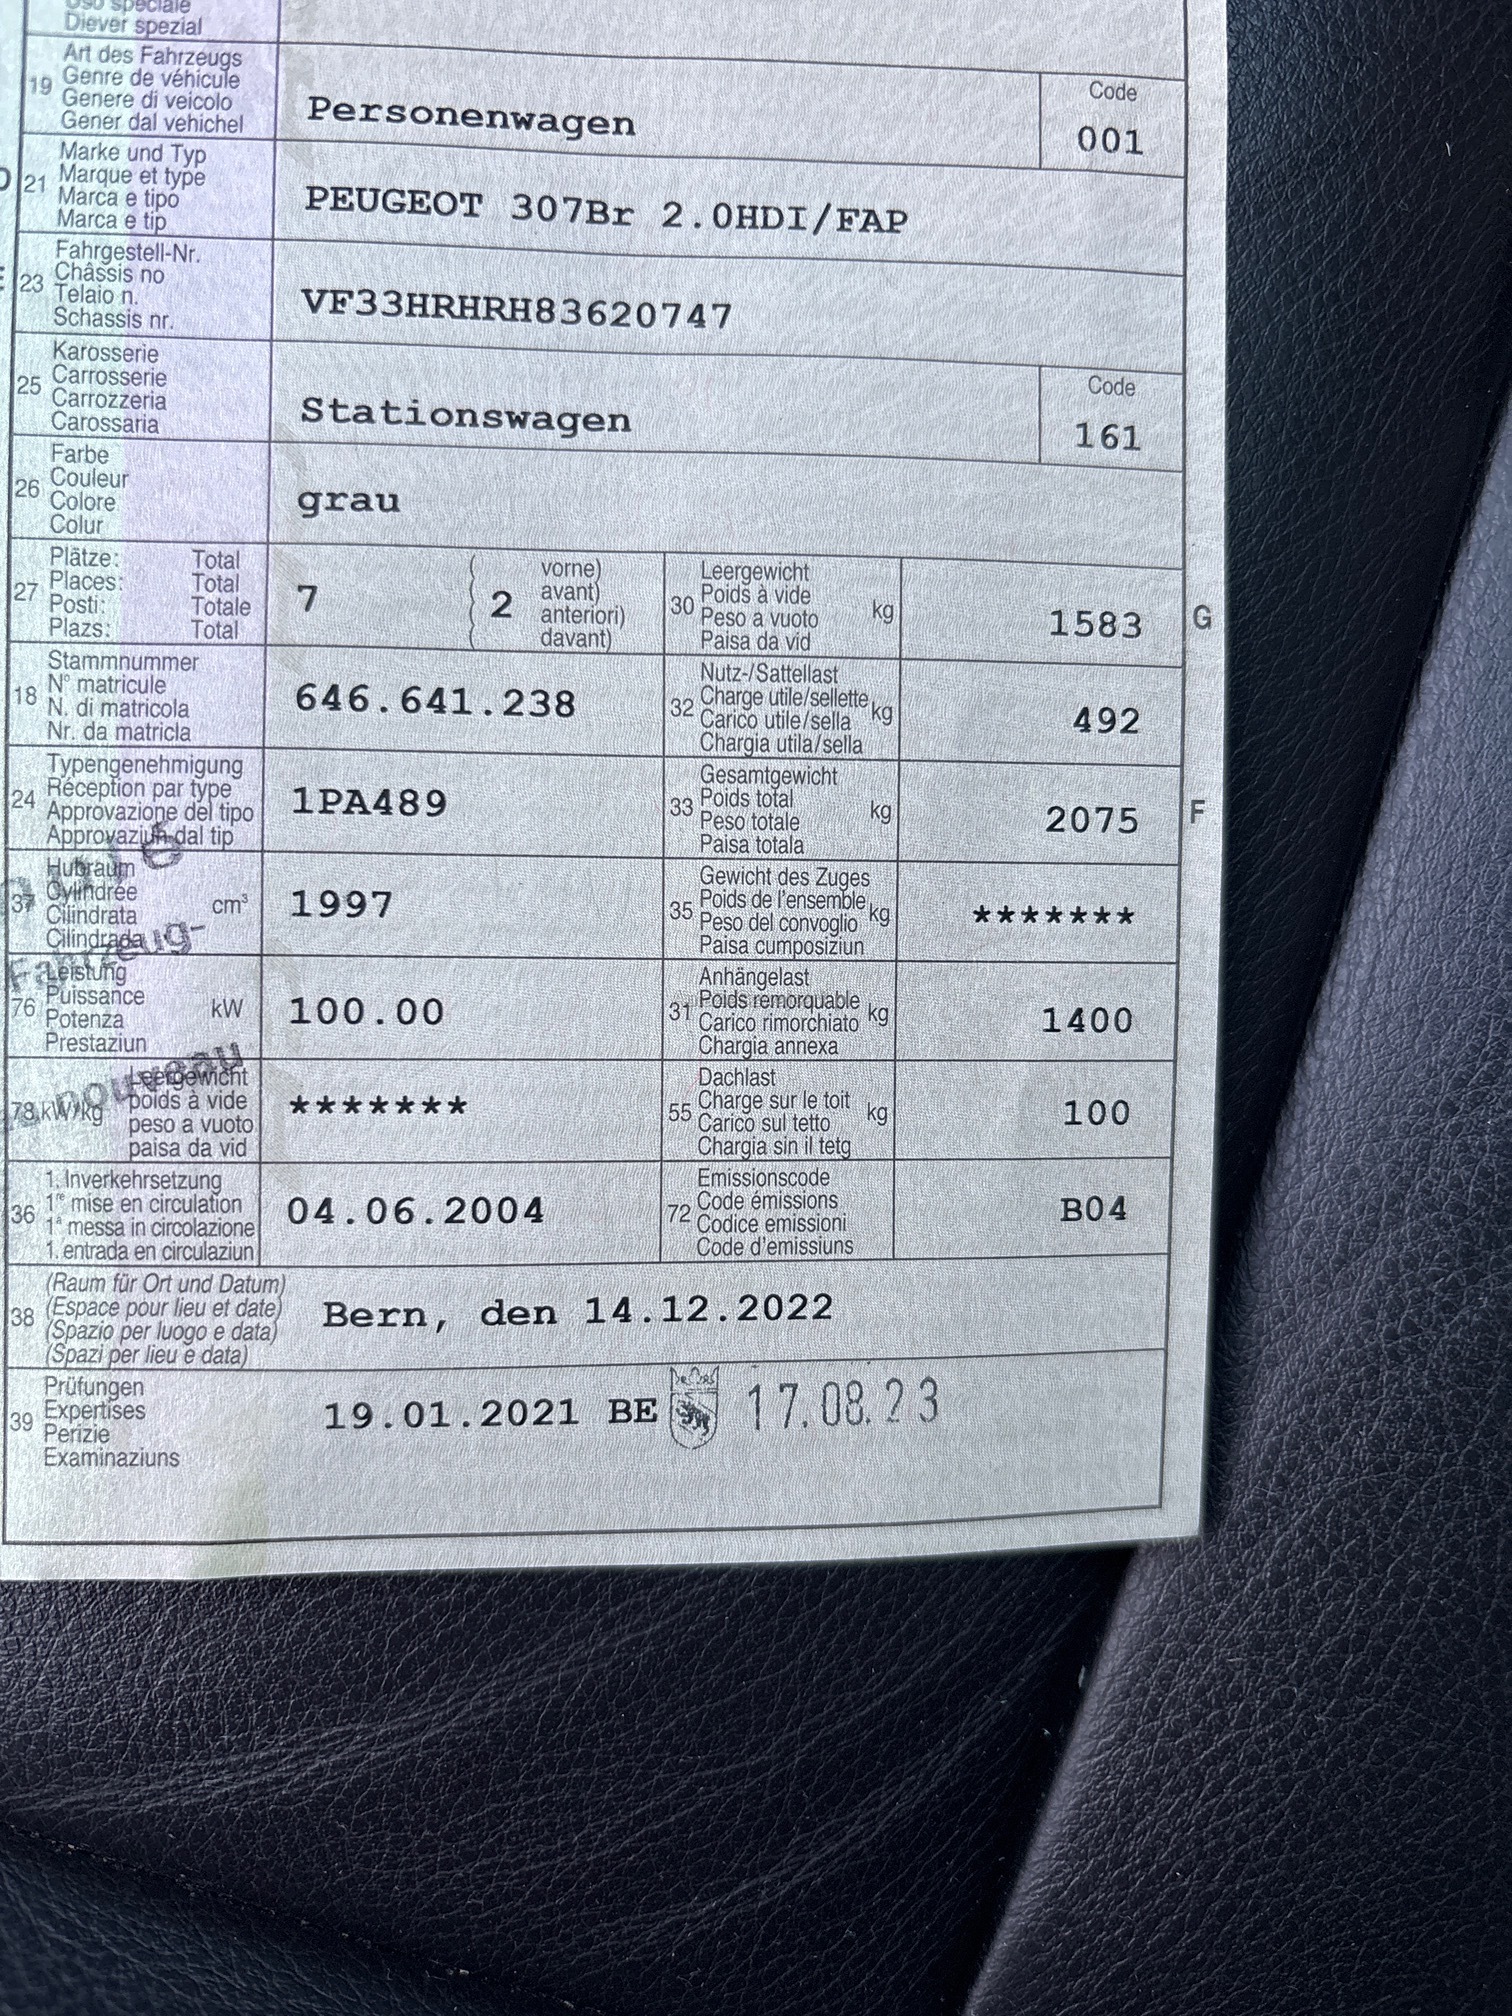 Uso speciale
Diever spezial
19 Art des Fahrzeugs
Genre de véhicule
Genere di veicolo
Gener dal vehichel
Personenwagen
Code
001
21 Marke und Typ
Marque et type
Marca e tipo
Marca e tip
PEUGEOT 307Br 2.0HDI/FAP
23 Fahrgestell-Nr.
Châssis no
Telaio n.
Schassis nr.
VF33HRHRH83620747
25 Karosserie
Carrosserie
Carrozzeria
Carossaria
Stationswagen
Code
161
26 Farbe
Couleur
Colore
Colur
grau
27 Plätze: Total
Places: Total
Posti: Totale
Plazs: Total
7 (2 vorne)
avant)
anteriori)
davant)
30 Leergewicht
Poids à vide
Peso a vuoto
Paisa da vid
kg
1583
G
18 Stammnummer
N° matricule
N. di matricola
Nr. da matricla
646.641.238
32 Nutz-/Sattellast
Charge utile/sellette
Carico utile/sella
Chargia utila/sella
kg
492
24 Typengenehmigung
Réception par type
Approvazione del tipo
Approvaziun dal tip
1PA489
33 Gesamtgewicht
Poids total
Peso totale
Paisa totala
kg
2075
F
37 Hubraum
Cylindrée
Cilindrata
Cilindrada
cm³
1997
35 Gewicht des Zuges
Poids de l'ensemble
Peso del convoglio
Paisa cumposiziun
kg
*******
Fahrzeug-
76 Leistung
Puissance
Potenza
Prestaziun
kW
100.00
31 Anhängelast
Poids remorquable
Carico rimorchiato
Chargia annexa
kg
1400
nouveau
78 kW/kg Leergewicht
poids à vide
peso a vuoto
paisa da vid
*******
55 Dachlast
Charge sur le toit
Carico sul tetto
Chargia sin il tetg
kg
100
36 1. Inverkehrsetzung
1re mise en circulation
1a messa in circolazione
1. entrada en circulaziun
04.06.2004
72 Emissionscode
Code émissions
Codice emissioni
Code d'emissiuns
B04
38 (Raum für Ort und Datum)
(Espace pour lieu et date)
(Spazio per luogo e data)
(Spazi per lieu e data)
Bern, den 14.12.2022
39 Prüfungen
Expertises
Perizie
Examinaziuns
19.01.2021 BE 17.08.23